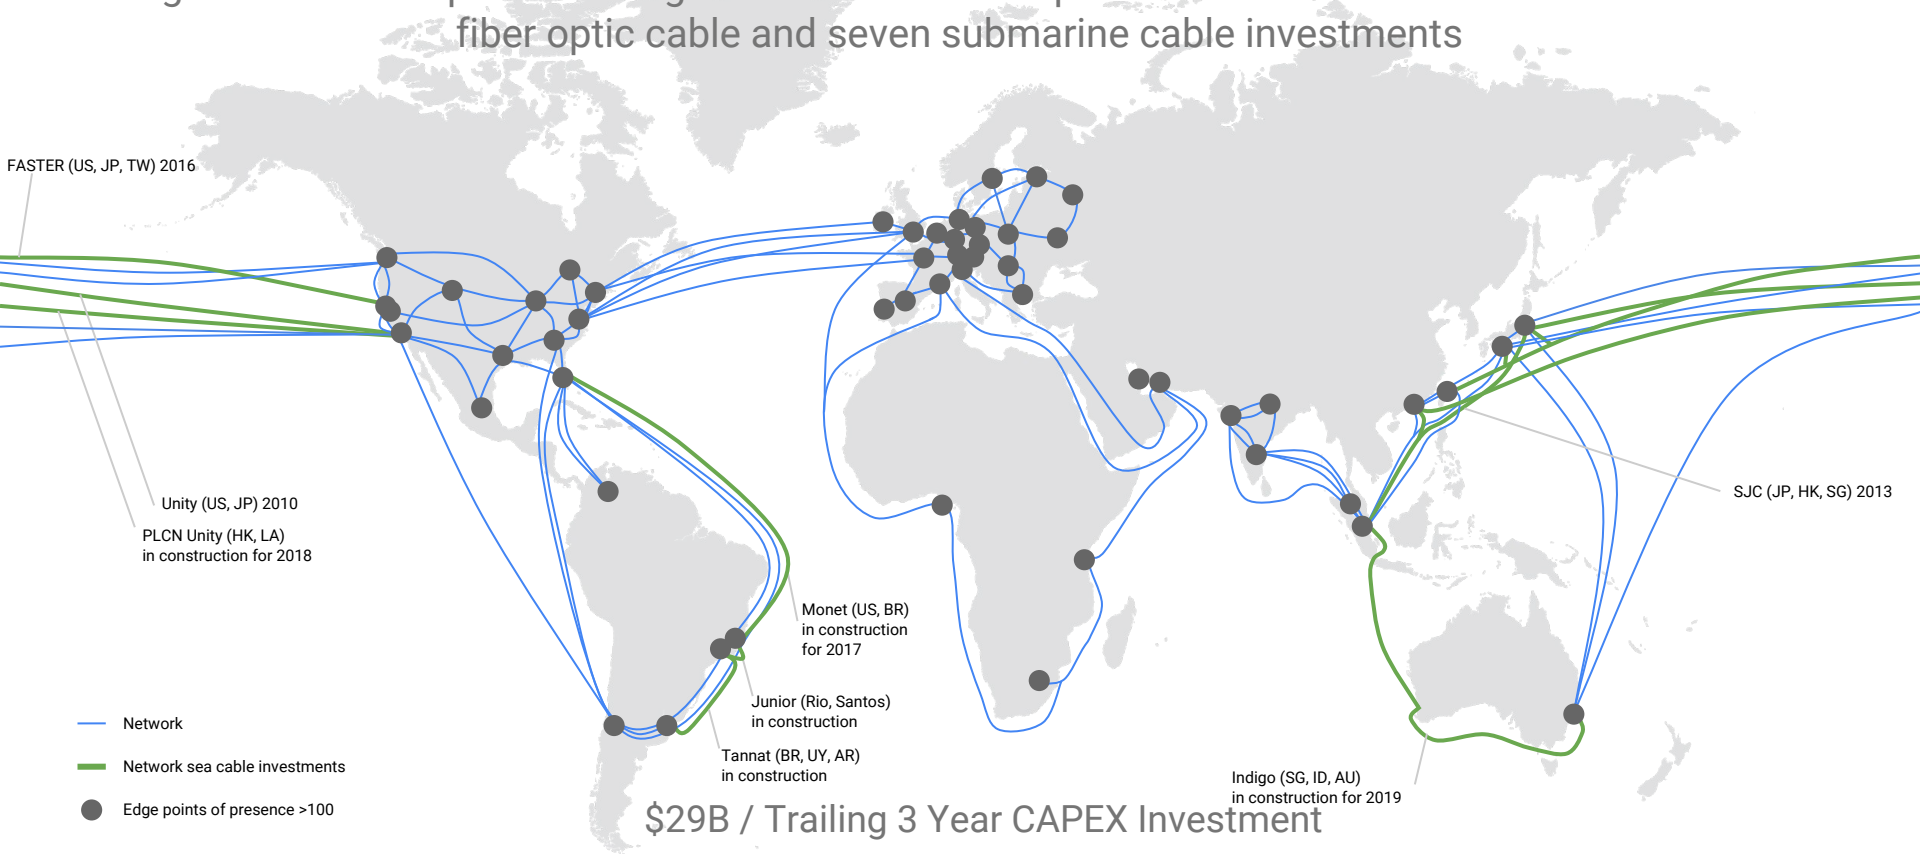 fiber optic cable and seven submarine cable investments
FASTER (US, JP, TW) 2016
Unity (US, JP) 2010
PLCN Unity (HK, LA)
in construction for 2018
SJC (JP, HK, SG) 2013
Monet (US, BR)
in construction
for 2017
Junior (Rio, Santos)
in construction
Tannat (BR, UY, AR)
in construction
Indigo (SG, ID, AU)
in construction for 2019
Network
Network sea cable investments
Edge points of presence >100
$29B / Trailing 3 Year CAPEX Investment